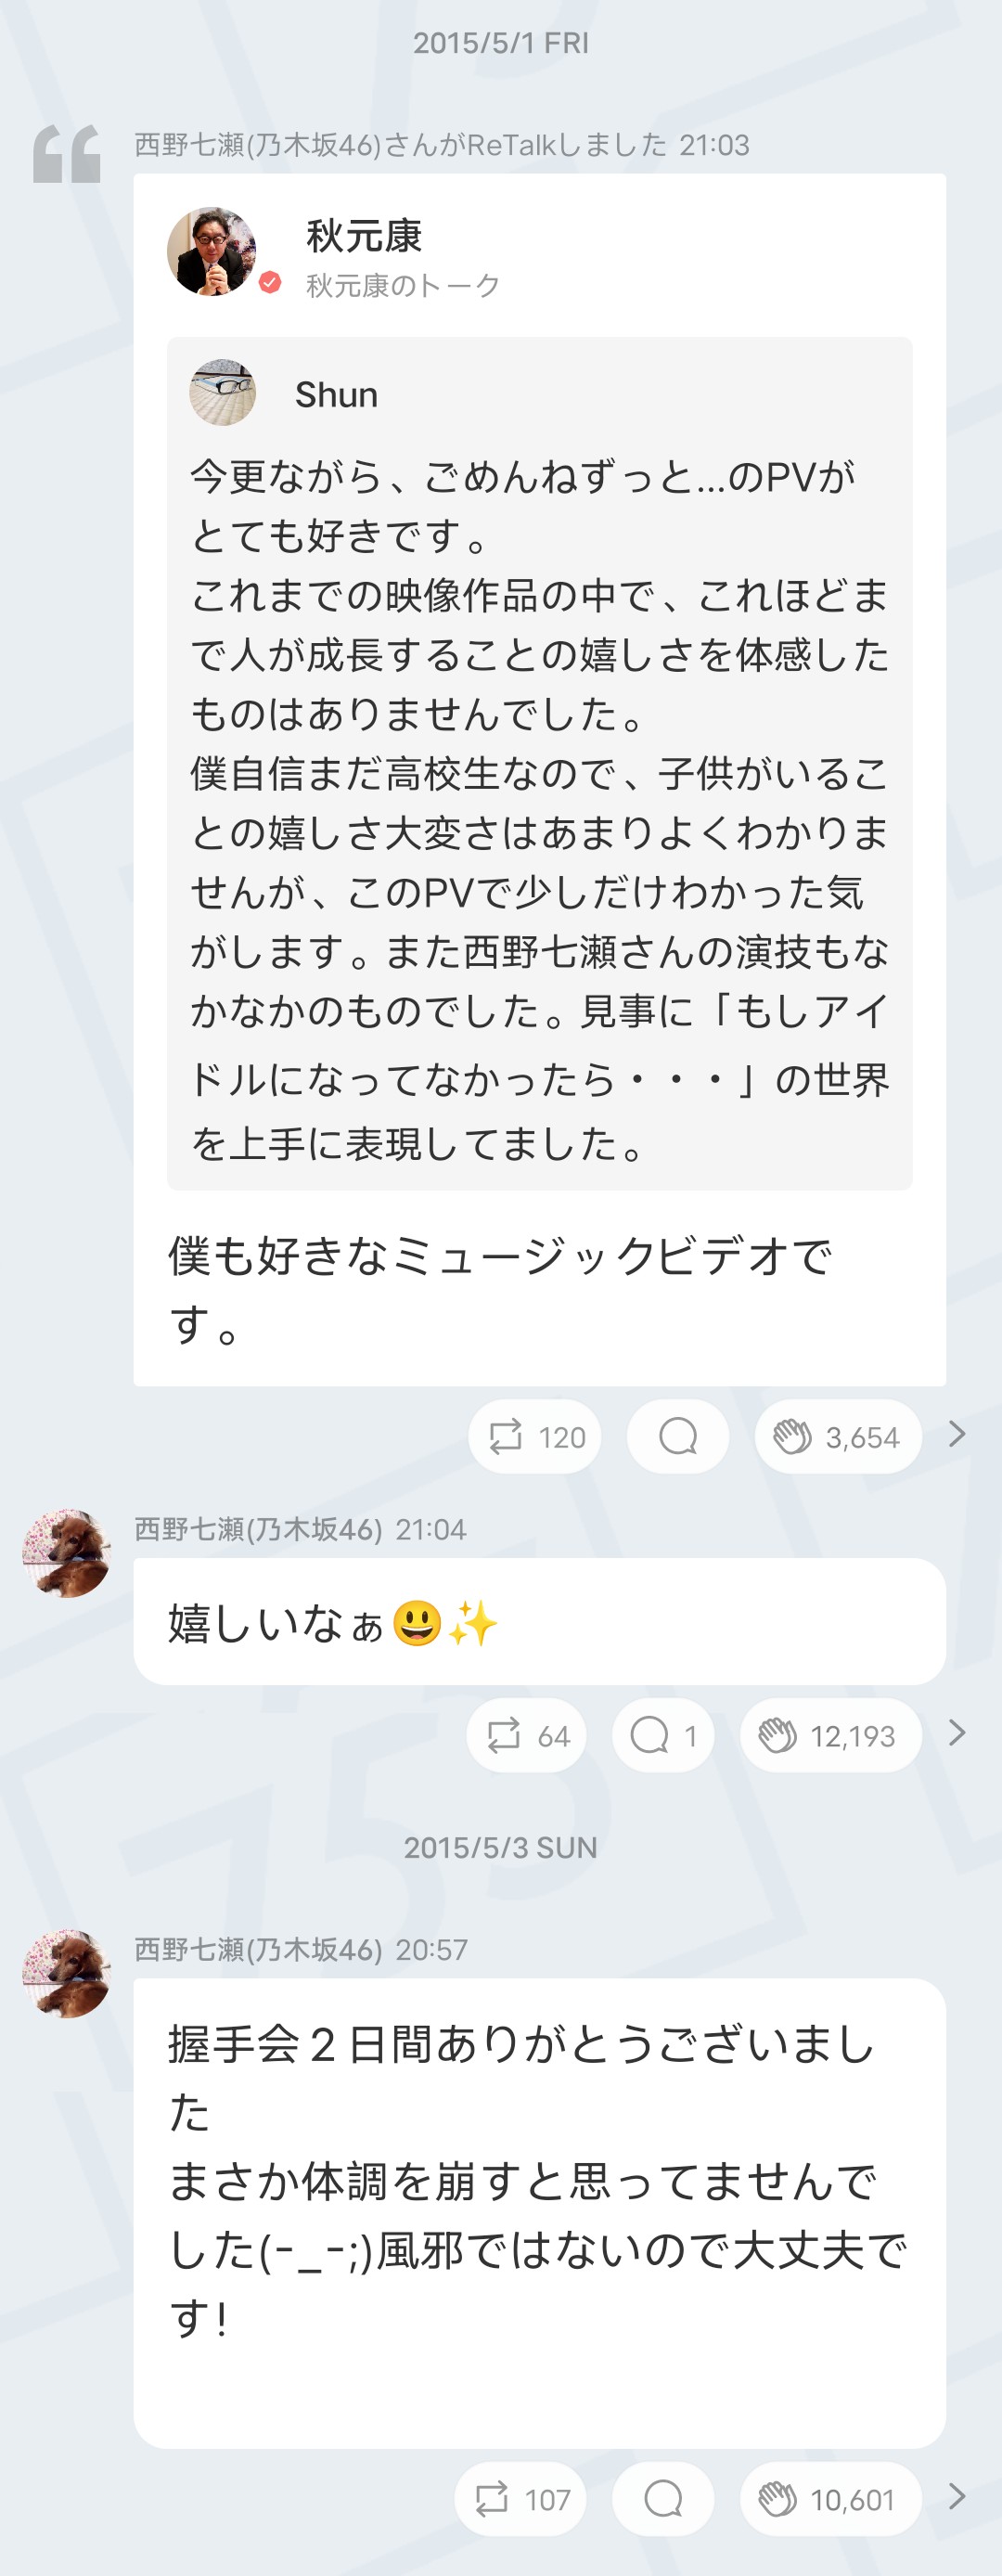 2015/5/1 FRI
西野七瀬(乃木坂46)さんがReTalkしました 21:03
秋元康
秋元康のトーク
Shun
今更ながら、ごめんねずっと...のPVが
とても好きです。
これまでの映像作品の中で、これほどま
で人が成長することの嬉しさを体感した
ものはありませんでした。
僕自信まだ高校生なので、子供がいるこ
との嬉しさ大変さはあまりよくわかりま
せんが、このPVで少しだけわかった気
がします。また西野七瀬さんの演技もな
かなかのものでした。見事に「もしアイ
ドルになってなかったら・・・」の世界
を上手に表現してました。
僕も好きなミュージックビデオで
す。
120 3,654
西野七瀬(乃木坂46) 21:04
嬉しいなぁ😃✨
64 1 12,193
2015/5/3 SUN
西野七瀬(乃木坂46) 20:57
握手会２日間ありがとうございまし
た
まさか体調を崩すと思ってませんで
した(-_-;)風邪ではないので大丈夫で
す!
107 10,601